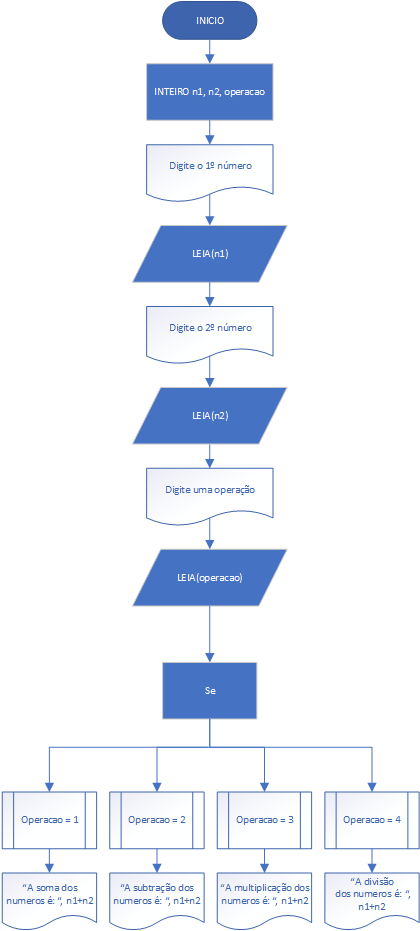 INICIO
INTEIRO n1, n2, operacao
Digite o 1º número
LEIA(n1)
Digite o 2º número
LEIA(n2)
Digite uma operação
LEIA(operacao)
Se
Operacao = 1
Operacao = 2
Operacao = 3
Operacao = 4
“A soma dos
numeros é: “, n1+n2
“A subtração dos
numeros é: “, n1+n2
“A multiplicação dos
numeros é: “, n1+n2
“A divisão
dos numeros é: “,
n1+n2